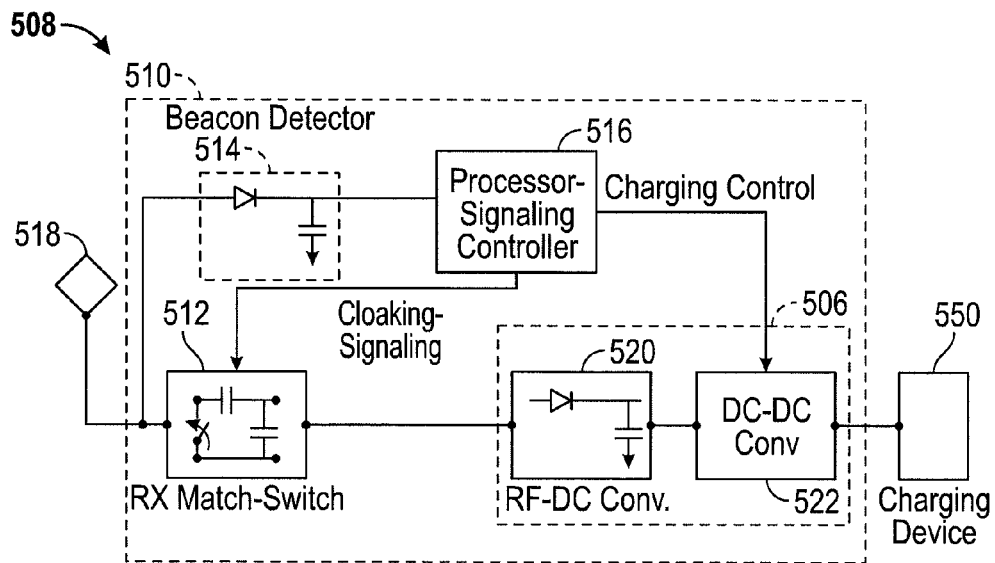 508
510
Beacon Detector
514
516
Processor-
Signaling
Controller
Charging Control
518
512
Cloaking-
Signaling
506
520
550
DC-DC
Conv
RX Match-Switch
RF-DC Conv.
522
Charging
Device